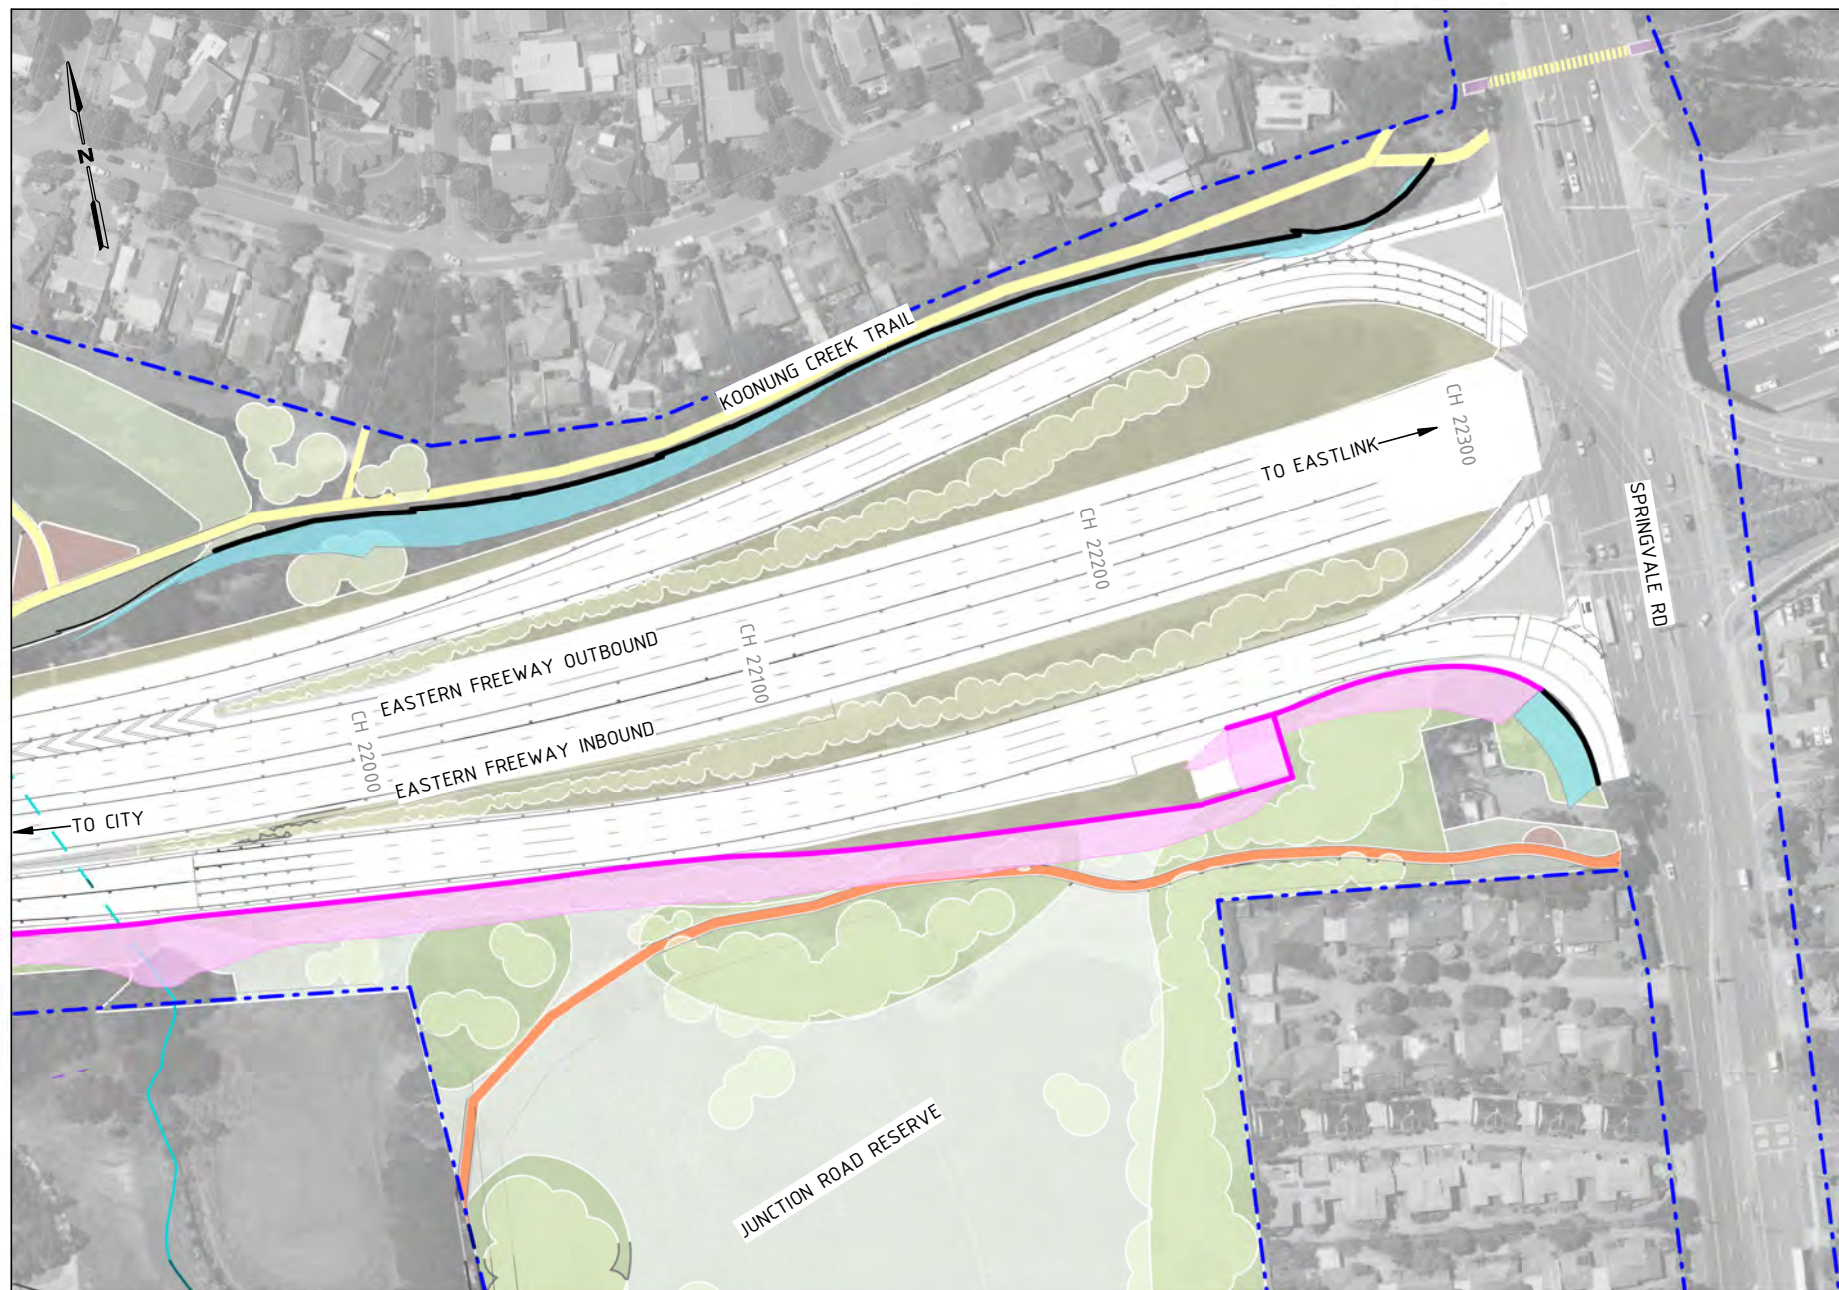 N
KOONUNG CREEK TRAIL
TO EASTLINK
CH 22300
CH 22200
SPRINGVALE RD
EASTERN FREEWAY OUTBOUND
CH 22100
CH 22000
EASTERN FREEWAY INBOUND
TO CITY
JUNCTION ROAD RESERVE